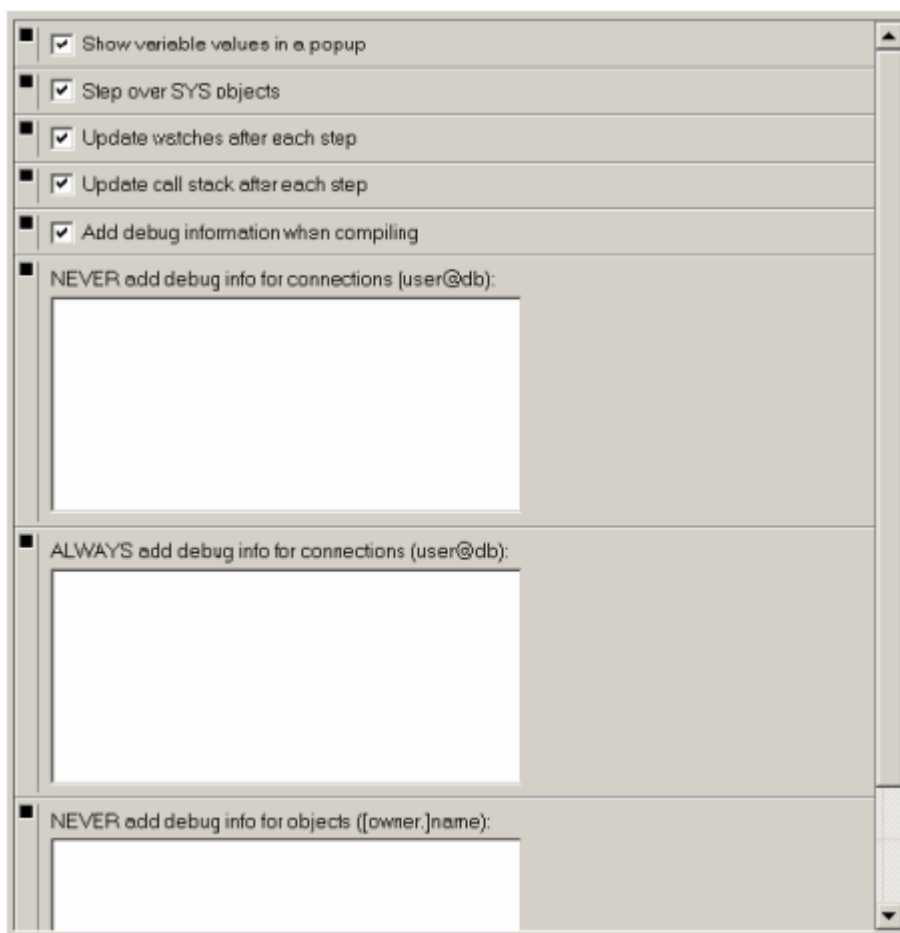 Show variable values in a popup
Step over SYS objects
Update watches after each step
Update call stack after each step
Add debug information when compiling
NEVER add debug info for connections (user@db):
ALWAYS add debug info for connections (user@db):
NEVER add debug info for objects ([owner.]name):